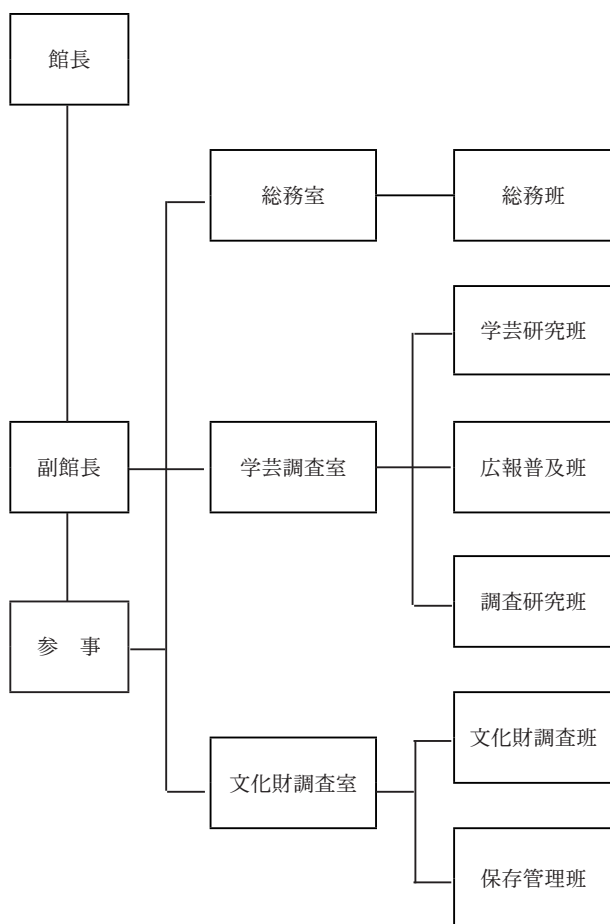 館長
総務室
総務班
学芸研究班
副館長
学芸調査室
広報普及班
調査研究班
参　事
文化財調査班
文化財調査室
保存管理班